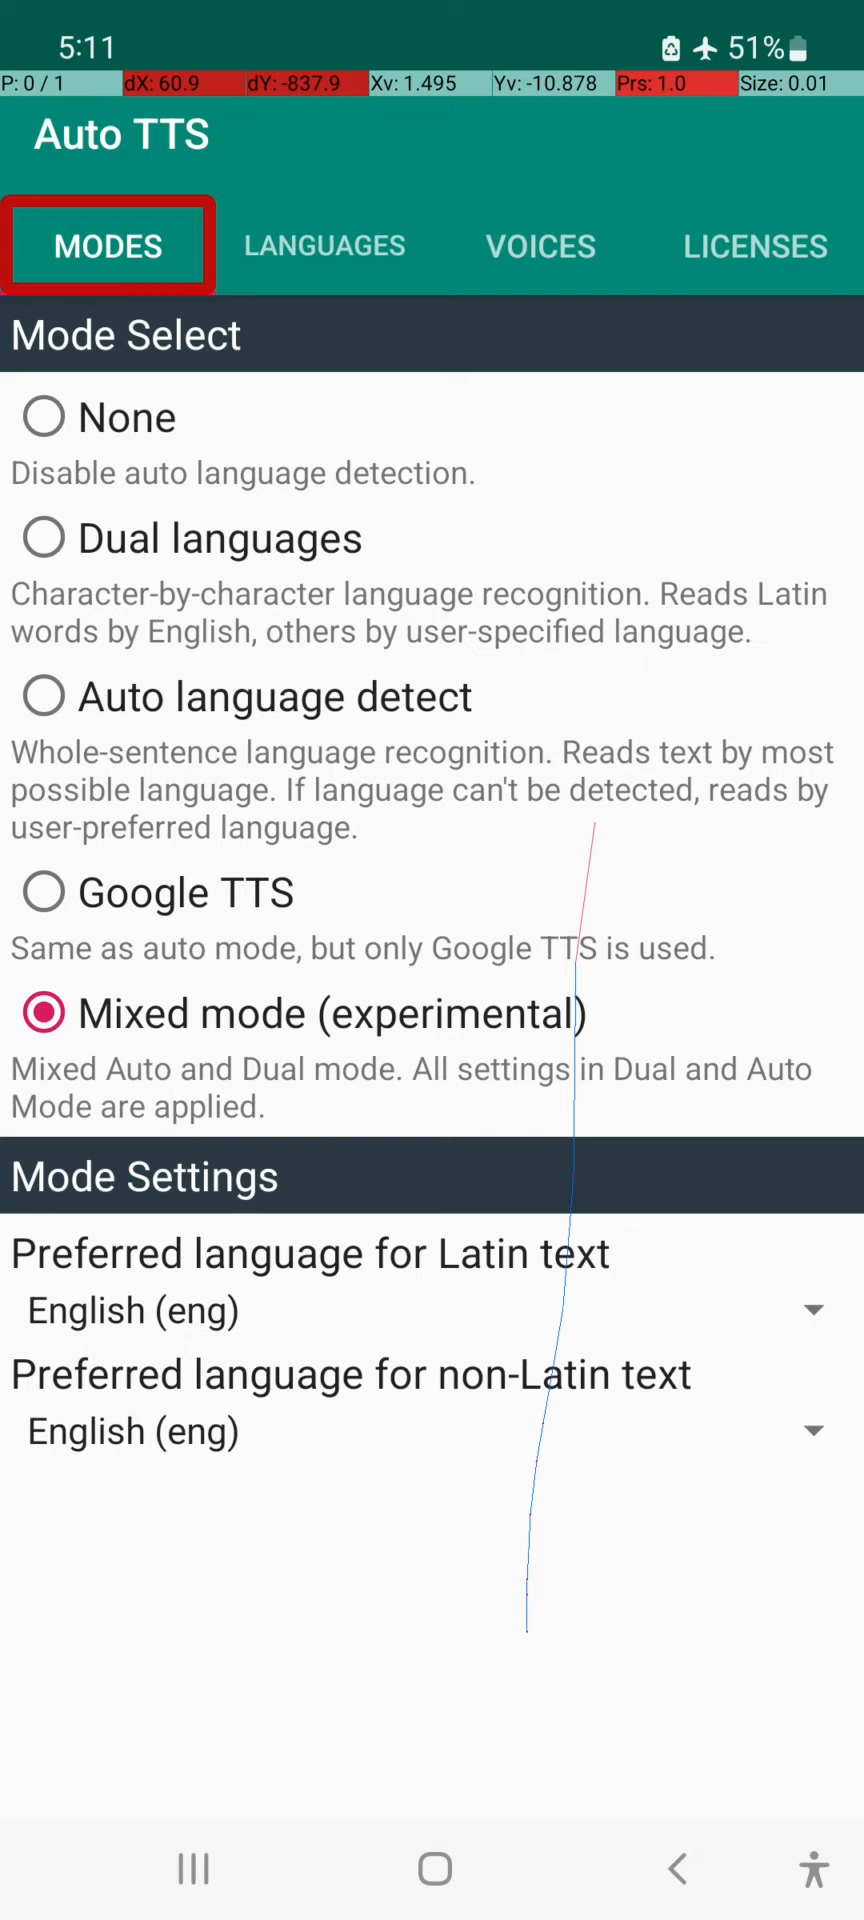 5:11
51%
P: 0 / 1 dX: 60.9 dY: -837.9 Xv: 1.495 Yv: -10.878 Prs: 1.0 Size: 0.01
Auto TTS
MODES LANGUAGES VOICES LICENSES
Mode Select
None
Disable auto language detection.
Dual languages
Character-by-character language recognition. Reads Latin
words by English, others by user-specified language.
Auto language detect
Whole-sentence language recognition. Reads text by most
possible language. If language can't be detected, reads by
user-preferred language.
Google TTS
Same as auto mode, but only Google TTS is used.
Mixed mode (experimental)
Mixed Auto and Dual mode. All settings in Dual and Auto
Mode are applied.
Mode Settings
Preferred language for Latin text
English (eng)
Preferred language for non-Latin text
English (eng)